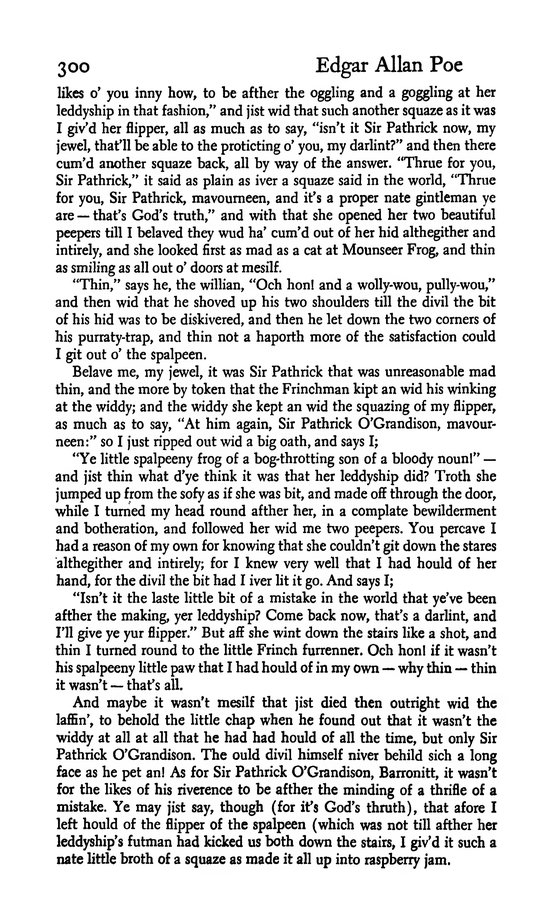 300 Edgar Allan Poe
likes o' you inny how, to be afther the oggling and a goggling at her
leddyship in that fashion," and jist wid that such another squaze as it was
I giv'd her flipper, all as much as to say, "isn't it Sir Pathrick now, my
jewel, that'll be able to the proticting o' you, my darlint?" and then there
cum'd another squaze back, all by way of the answer. "Thrue for you,
Sir Pathrick," it said as plain as iver a squaze said in the world, "Thrue
for you, Sir Pathrick, mavourneen, and it's a proper nate gintleman ye
are — that's God's truth," and with that she opened her two beautiful
peepers till I belaved they wud ha' cum'd out of her hid althegither and
intirely, and she looked first as mad as a cat at Mounseer Frog, and thin
as smiling as all out o' doors at mesilf.
"Thin," says he, the willian, "Och hon! and a wolly-wou, pully-wou,"
and then wid that he shoved up his two shoulders till the divil the bit
of his hid was to be diskivered, and then he let down the two corners of
his purraty-trap, and thin not a haporth more of the satisfaction could
I git out o' the spalpeen.
Belave me, my jewel, it was Sir Pathrick that was unreasonable mad
thin, and the more by token that the Frinchman kipt an wid his winking
at the widdy; and the widdy she kept an wid the squazing of my flipper,
as much as to say, "At him again, Sir Pathrick O'Grandison, mavour-
neen:" so I just ripped out wid a big oath, and says I;
"Ye little spalpeeny frog of a bog-throtting son of a bloody noun!" —
and jist thin what d'ye think it was that her leddyship did? Troth she
jumped up from the sofy as if she was bit, and made off through the door,
while I turned my head round afther her, in a complate bewilderment
and botheration, and followed her wid me two peepers. You percave I
had a reason of my own for knowing that she couldn't git down the stares
althegither and intirely; for I knew very well that I had hould of her
hand, for the divil the bit had I iver lit it go. And says I;
"Isn't it the laste little bit of a mistake in the world that ye've been
afther the making, yer leddyship? Come back now, that's a darlint, and
I'll give ye yur flipper." But aff she wint down the stairs like a shot, and
thin I turned round to the little Frinch furrenner. Och hon! if it wasn't
his spalpeeny little paw that I had hould of in my own — why thin — thin
it wasn't — that's all.
And maybe it wasn't mesilf that jist died then outright wid the
laffin', to behold the little chap when he found out that it wasn't the
widdy at all at all that he had had hould of all the time, but only Sir
Pathrick O'Grandison. The ould divil himself niver behild sich a long
face as he pet an! As for Sir Pathrick O'Grandison, Barronitt, it wasn't
for the likes of his riverence to be afther the minding of a thrifle of a
mistake. Ye may jist say, though (for it's God's thruth), that afore I
left hould of the flipper of the spalpeen (which was not till afther her
leddyship's futman had kicked us both down the stairs, I giv'd it such a
nate little broth of a squaze as made it all up into raspberry jam.